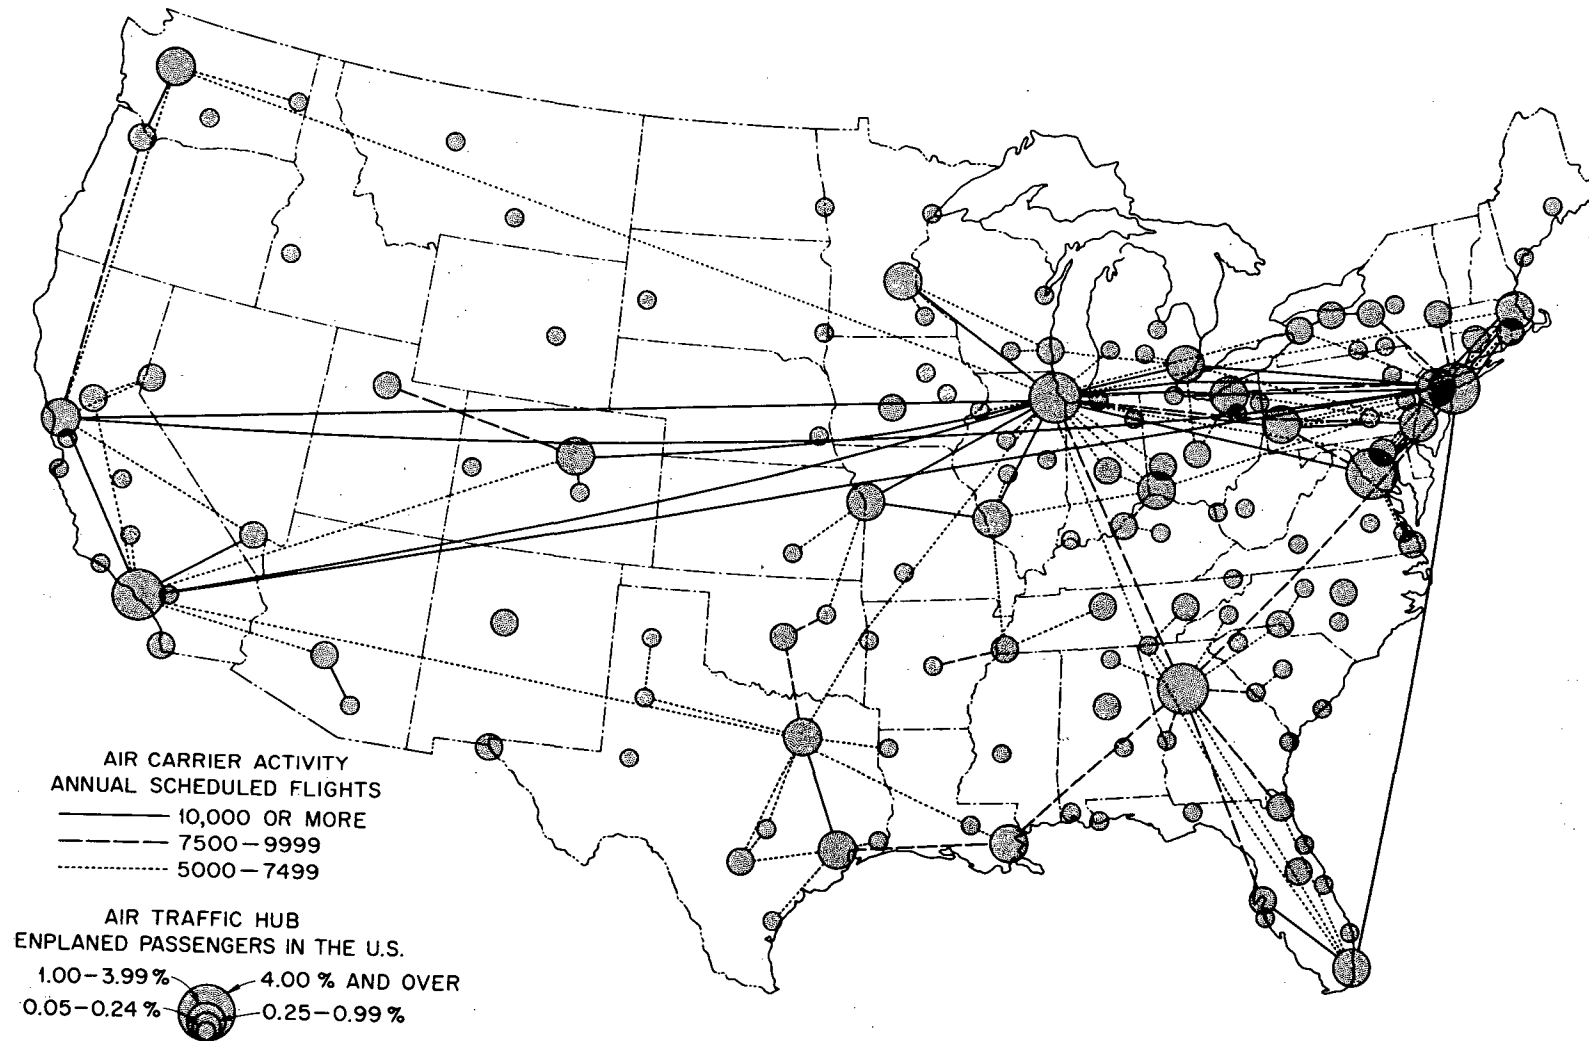 AIR CARRIER ACTIVITY
ANNUAL SCHEDULED FLIGHTS
10,000 OR MORE
7500-9999
5000-7499
AIR TRAFFIC HUB
ENPLANED PASSENGERS IN THE U.S.
1.00-3.99% 4.00% AND OVER
0.05-0.24% 0.25-0.99%